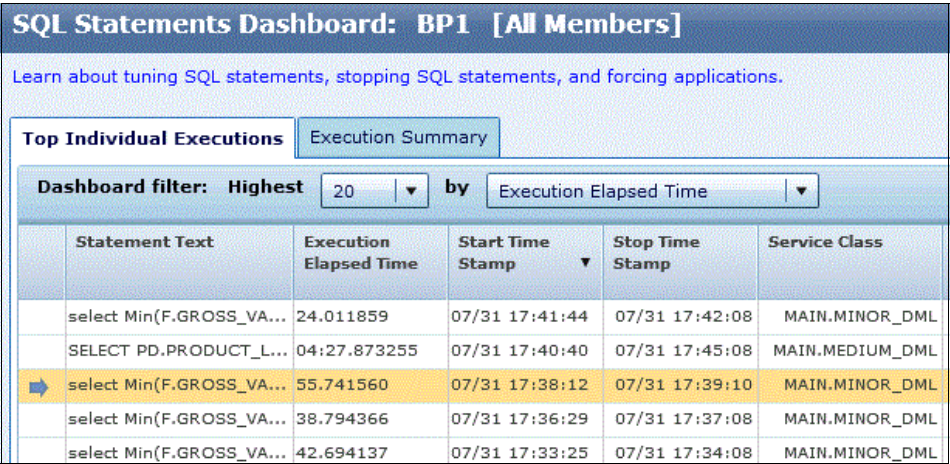 SQL Statements Dashboard: BP1 [All Members]
Learn about tuning SQL statements, stopping SQL statements, and forcing applications.
Top Individual Executions Execution Summary
Dashboard filter: Highest 20 by Execution Elapsed Time
Statement Text Execution Elapsed Time Start Time Stamp Stop Time Stamp Service Class
select Min(F.GROSS_VA... 24.011859 07/31 17:41:44 07/31 17:42:08 MAIN.MINOR_DML
SELECT PD.PRODUCT_L... 04:27.873255 07/31 17:40:40 07/31 17:45:08 MAIN.MEDIUM_DML
select Min(F.GROSS_VA... 55.741560 07/31 17:38:12 07/31 17:39:10 MAIN.MINOR_DML
select Min(F.GROSS_VA... 38.794366 07/31 17:36:29 07/31 17:37:08 MAIN.MINOR_DML
select Min(F.GROSS_VA... 42.694137 07/31 17:33:25 07/31 17:34:08 MAIN.MINOR_DML